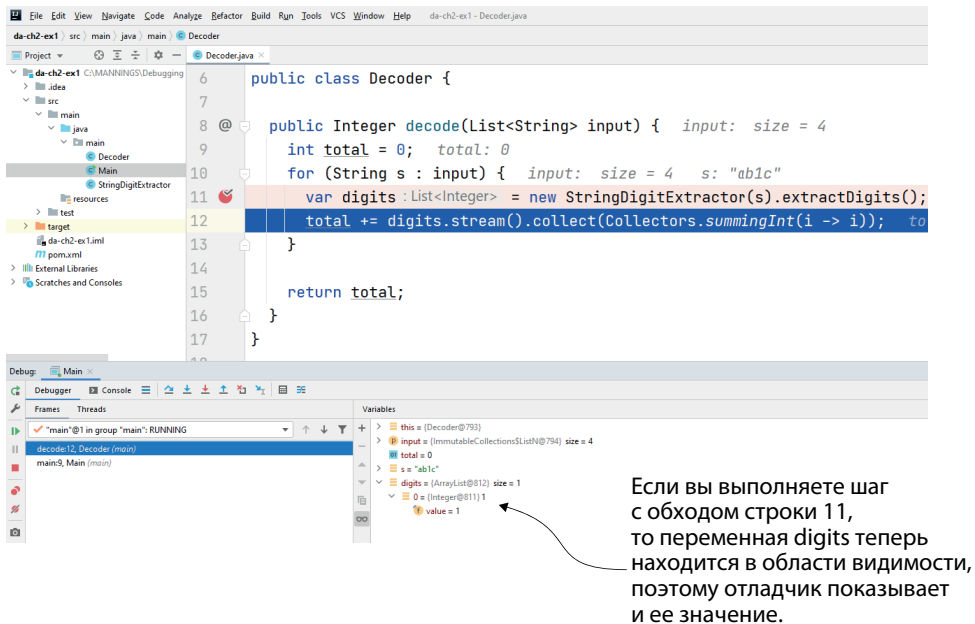 File Edit View Navigate Code Analyze Refactor Build Run Tools VCS Window Help da-ch2-ex1 - Decoder.java
da-ch2-ex1 〉 src 〉 main 〉 java 〉 main 〉 Decoder
Project
Decoder.java
da-ch2-ex1 C:\MANNINGS\Debugging
.idea
src
main
java
main
Decoder
Main
StringDigitExtractor
resources
test
target
da-ch2-ex1.iml
pom.xml
External Libraries
Scratches and Consoles
6 public class Decoder {
7
8 @ public Integer decode(List<String> input) { input: size = 4
9 int total = 0; total: 0
10 for (String s : input) { input: size = 4 s: "ab1c"
11 var digits : List<Integer> = new StringDigitExtractor(s).extractDigits();
12 total += digits.stream().collect(Collectors.summingInt(i -> i)); to
13 }
14
15 return total;
16 }
17 }
Debug: Main
Debugger Console
Frames Threads
"main"@1 in group "main": RUNNING
decode:12, Decoder (main)
main:9, Main (main)
Variables
this = {Decoder@793}
input = {ImmutableCollections$ListN@794} size = 4
total = 0
s = "ab1c"
digits = {ArrayList@812} size = 1
0 = {Integer@811} 1
value = 1
Если вы выполняете шаг
с обходом строки 11,
то переменная digits теперь
находится в области видимости,
поэтому отладчик показывает
и ее значение.